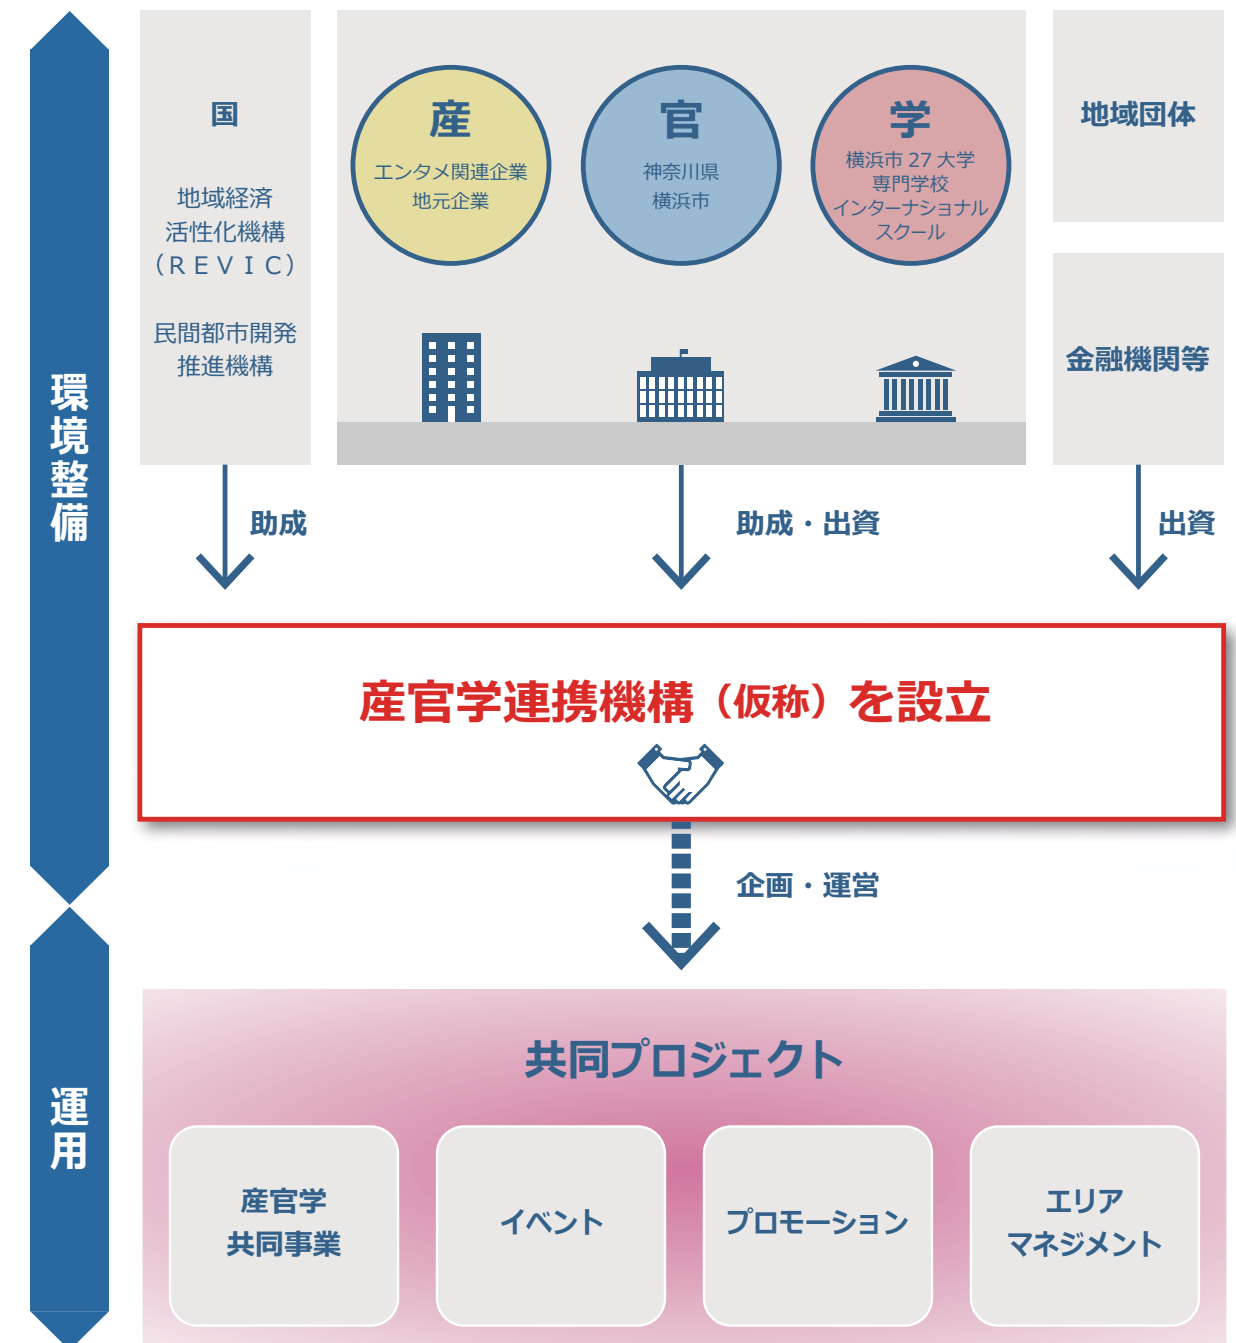 環境整備
国
地域経済
活性化機構
（ＲＥＶＩＣ）
民間都市開発
推進機構
産
エンタメ関連企業
地元企業
官
神奈川県
横浜市
学
横浜市 27 大学
専門学校
インターナショナル
スクール
地域団体
金融機関等
助成
助成・出資
出資
産官学連携機構（仮称）を設立
企画・運営
運用
共同プロジェクト
産官学
共同事業
イベント
プロモーション
エリア
マネジメント